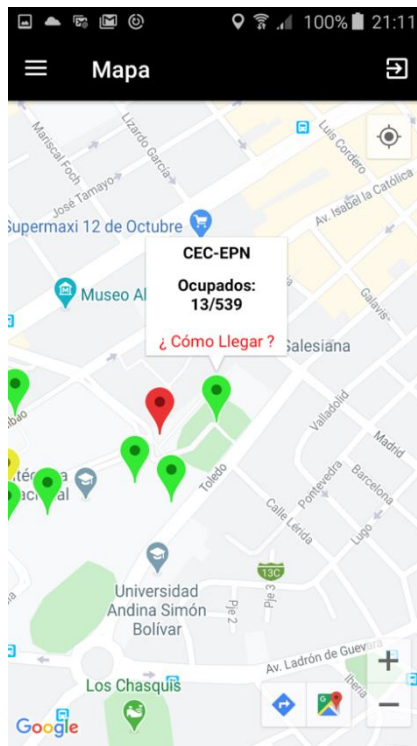 100% 21:11
Mapa
Mariscal Foch
Lizardo García
Luis Cordero
José Tamayo
Av. Isabel la Católica
Supermaxi 12 de Octubre
CEC-EPN
Ocupados:
13/539
¿ Cómo Llegar ?
Museo Al
Galavis
Salesiana
Valladolid
Madrid
Toledo
Pontevedra
Barcelona
Calle Lérida
Lugo
13C
Universidad
Andina Simón
Bolívar
Pje 2
Pje 3
Av. Ladrón de Guevara
Iberia
Los Chasquis
+
−
Google